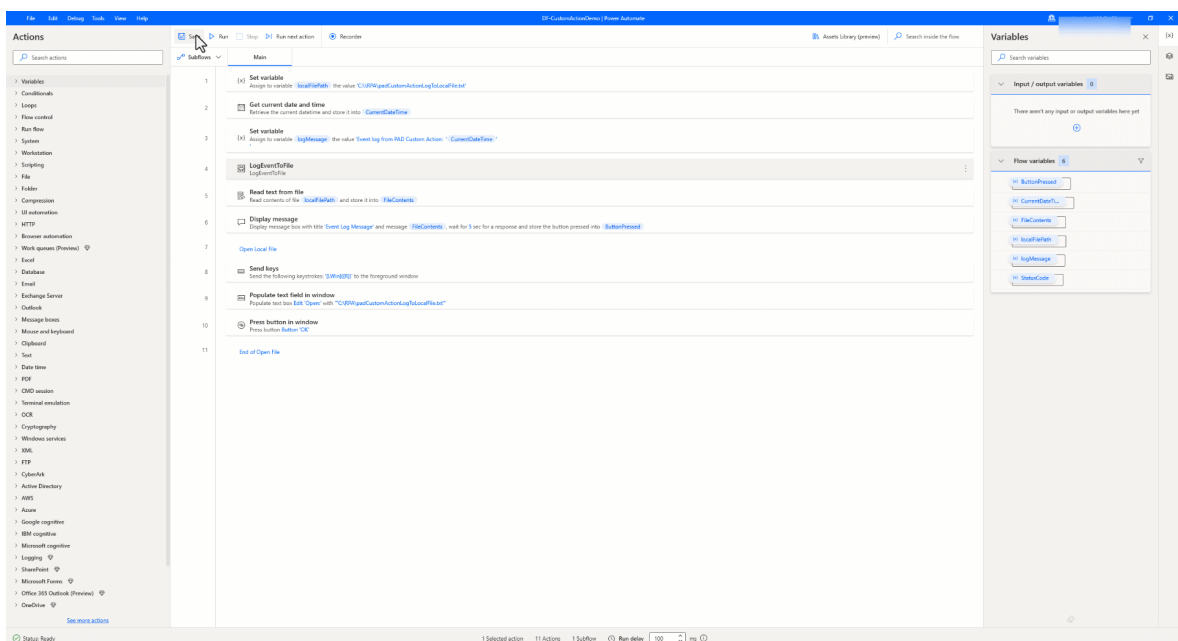 File Edit Debug Tools View Help
DF-CustomActionDemo | Power Automate
Actions
Search actions
Variables
Conditionals
Loops
Flow control
Run flow
System
Workstation
Scripting
File
Folder
Compression
UI automation
HTTP
Browser automation
Work queues (Preview)
Excel
Database
Email
Exchange Server
Outlook
Message boxes
Mouse and keyboard
Clipboard
Text
Date time
PDF
CMD session
Terminal emulation
OCR
Cryptography
Windows services
XML
FTP
CyberArk
Active Directory
AWS
Azure
Google cognitive
IBM cognitive
Microsoft cognitive
Logging
SharePoint
Microsoft Forms
Office 365 Outlook (Preview)
OneDrive
See more actions
Run Stop Run next action Recorder
Assets Library (preview) Search inside the flow
Subflows Main
1 {x} Set variable
Assign to variable localFilePath the value 'C:\\RPA\padCustomActionLogToLocalFile.txt'
2 Get current date and time
Retrieve the current datetime and store it into CurrentDateTime
3 {x} Set variable
Assign to variable logMessage the value 'Event log from PAD Custom Action: ' CurrentDateTime '
'
4 LogEventToFile
LogEventToFile
5 Read text from file
Read contents of file localFilePath and store it into FileContents
6 Display message
Display message box with title 'Event Log Message' and message FileContents , wait for 5 sec for a response and store the button pressed into ButtonPressed
7 Open Local File
8 Send keys
Send the following keystrokes: '{LWin}({R})' to the foreground window
9 Populate text field in window
Populate text box Edit 'Open:' with '"C:\RPA\padCustomActionLogToLocalFile.txt"'
10 Press button in window
Press button Button 'OK'
11 End of Open File
Variables
Search variables
Input / output variables 0
There aren't any input or output variables here yet
Flow variables 6
(x) ButtonPressed
(x) CurrentDateTi...
(x) FileContents
(x) localFilePath
(x) logMessage
(x) StatusCode
{x}
Status: Ready
1 Selected action 11 Actions 1 Subflow Run delay 100 ms